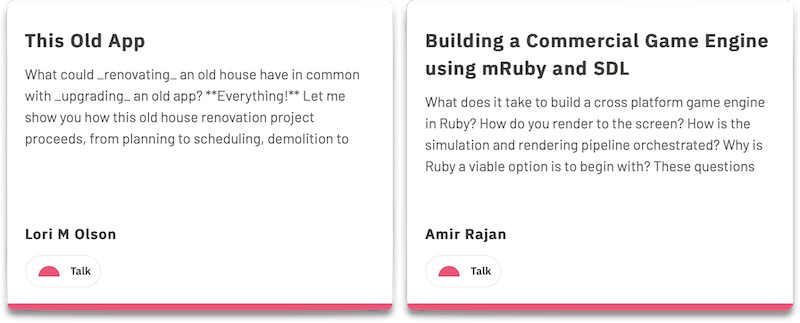 This Old App
What could _renovating_ an old house have in common
with _upgrading_ an old app? **Everything!** Let me
show you how this old house renovation project
proceeds, from planning to scheduling, demolition to
Lori M Olson
Talk
Building a Commercial Game Engine
using mRuby and SDL
What does it take to build a cross platform game engine
in Ruby? How do you render to the screen? How is the
simulation and rendering pipeline orchestrated? Why is
Ruby a viable option is to begin with? These questions
Amir Rajan
Talk